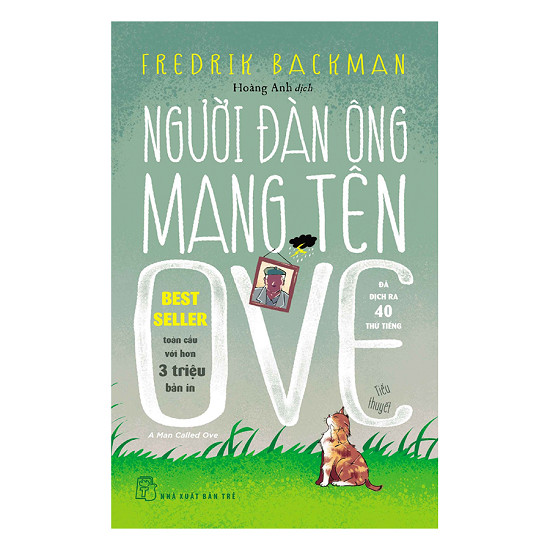 FREDRIK BACKMAN
Hoàng Anh dịch
NGƯỜI ĐÀN ÔNG
MANG TÊN
OVE
BEST
SELLER
toàn cầu
với hơn
3 triệu
bản in
ĐÃ
DỊCH RA
40
THỨ TIẾNG
Tiểu
thuyết
A Man Called Ove
NHÀ XUẤT BẢN TRẺ